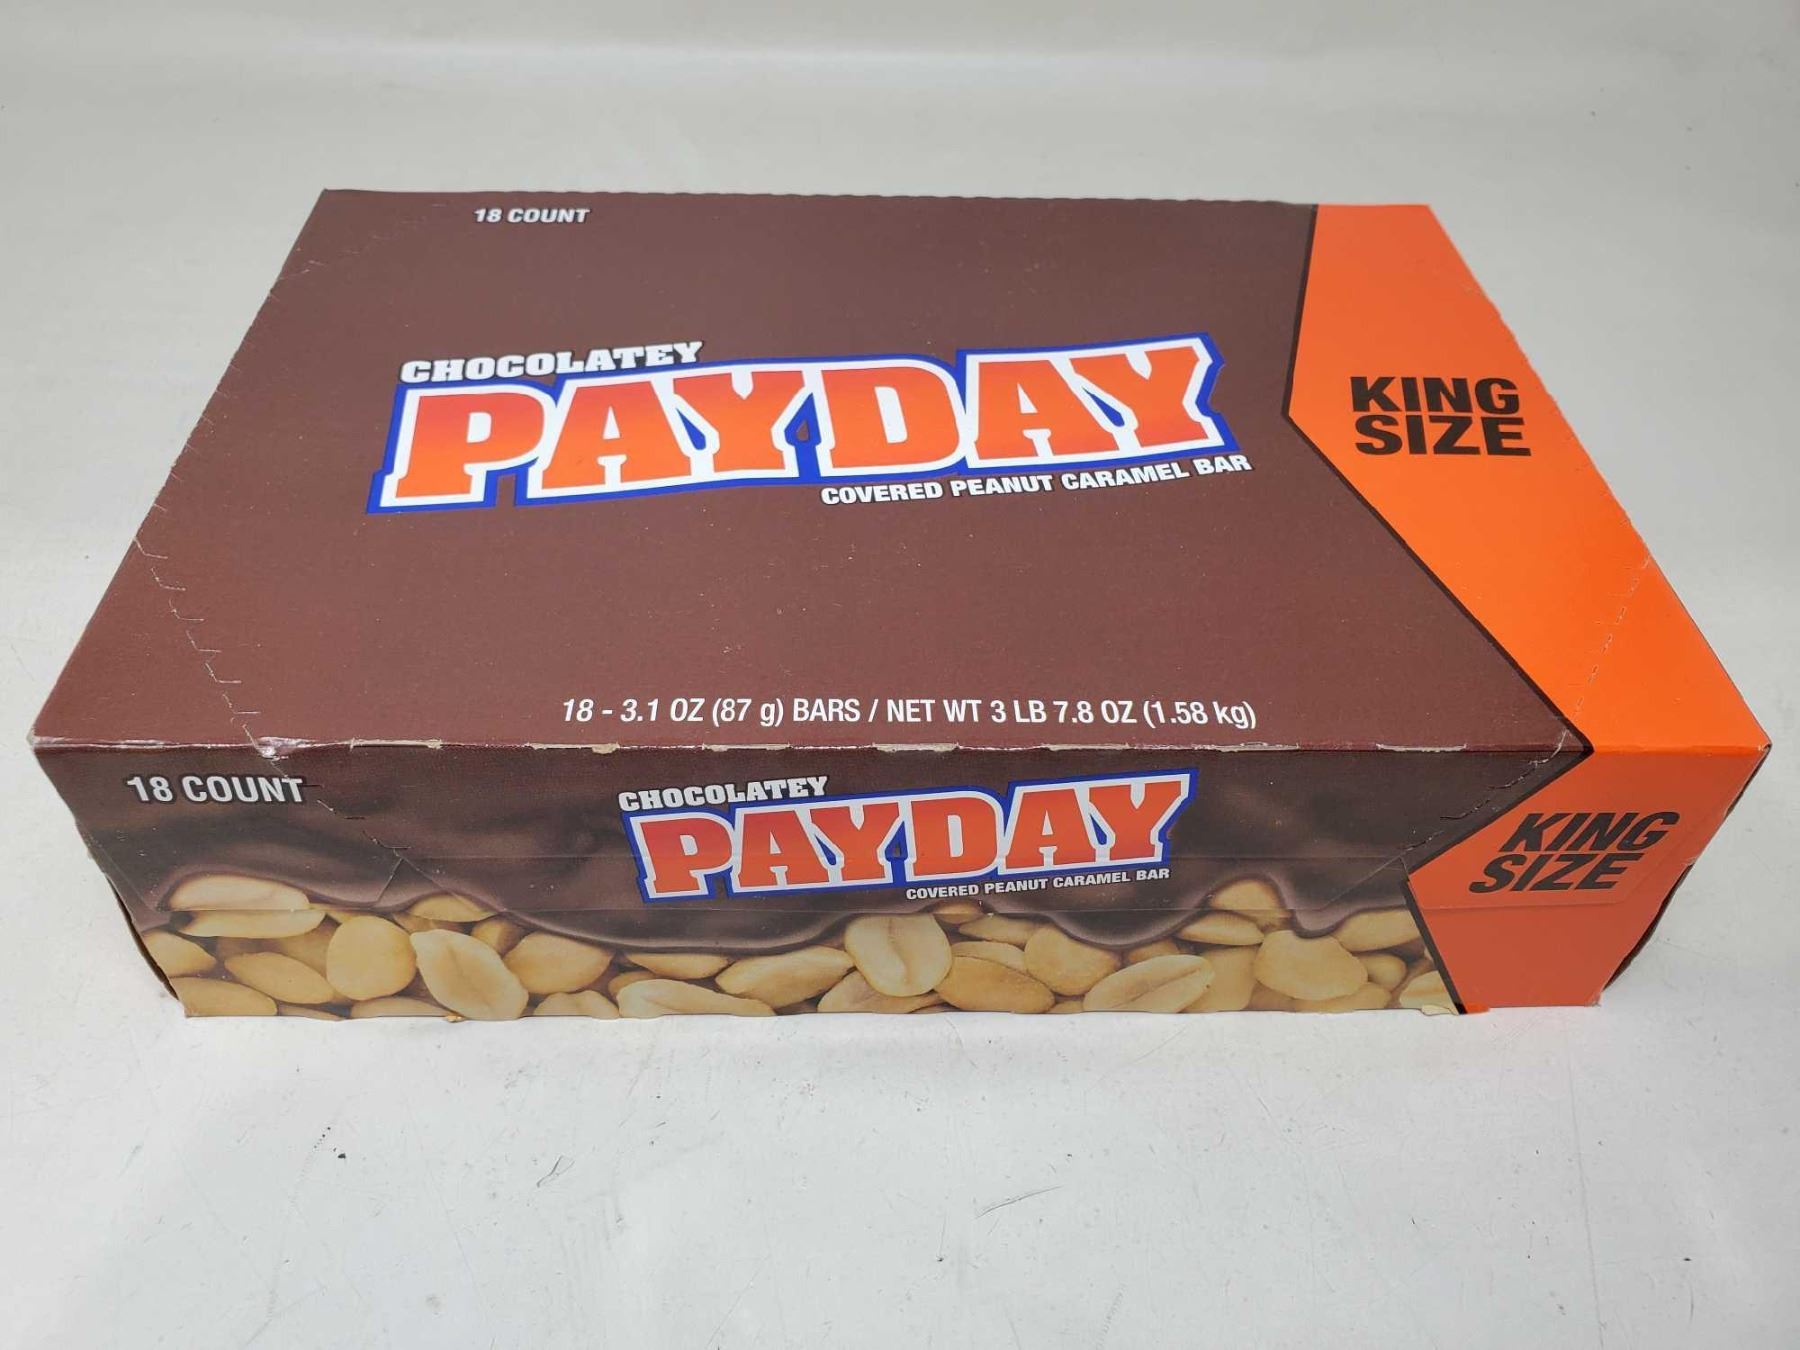 18 COUNT
CHOCOLATEY
PAYDAY
COVERED PEANUT CARAMEL BAR
KING
SIZE
18 - 3.1 OZ (87 g) BARS / NET WT 3 LB 7.8 OZ (1.58 kg)
18 COUNT
CHOCOLATEY
PAYDAY
COVERED PEANUT CARAMEL BAR
KING
SIZE